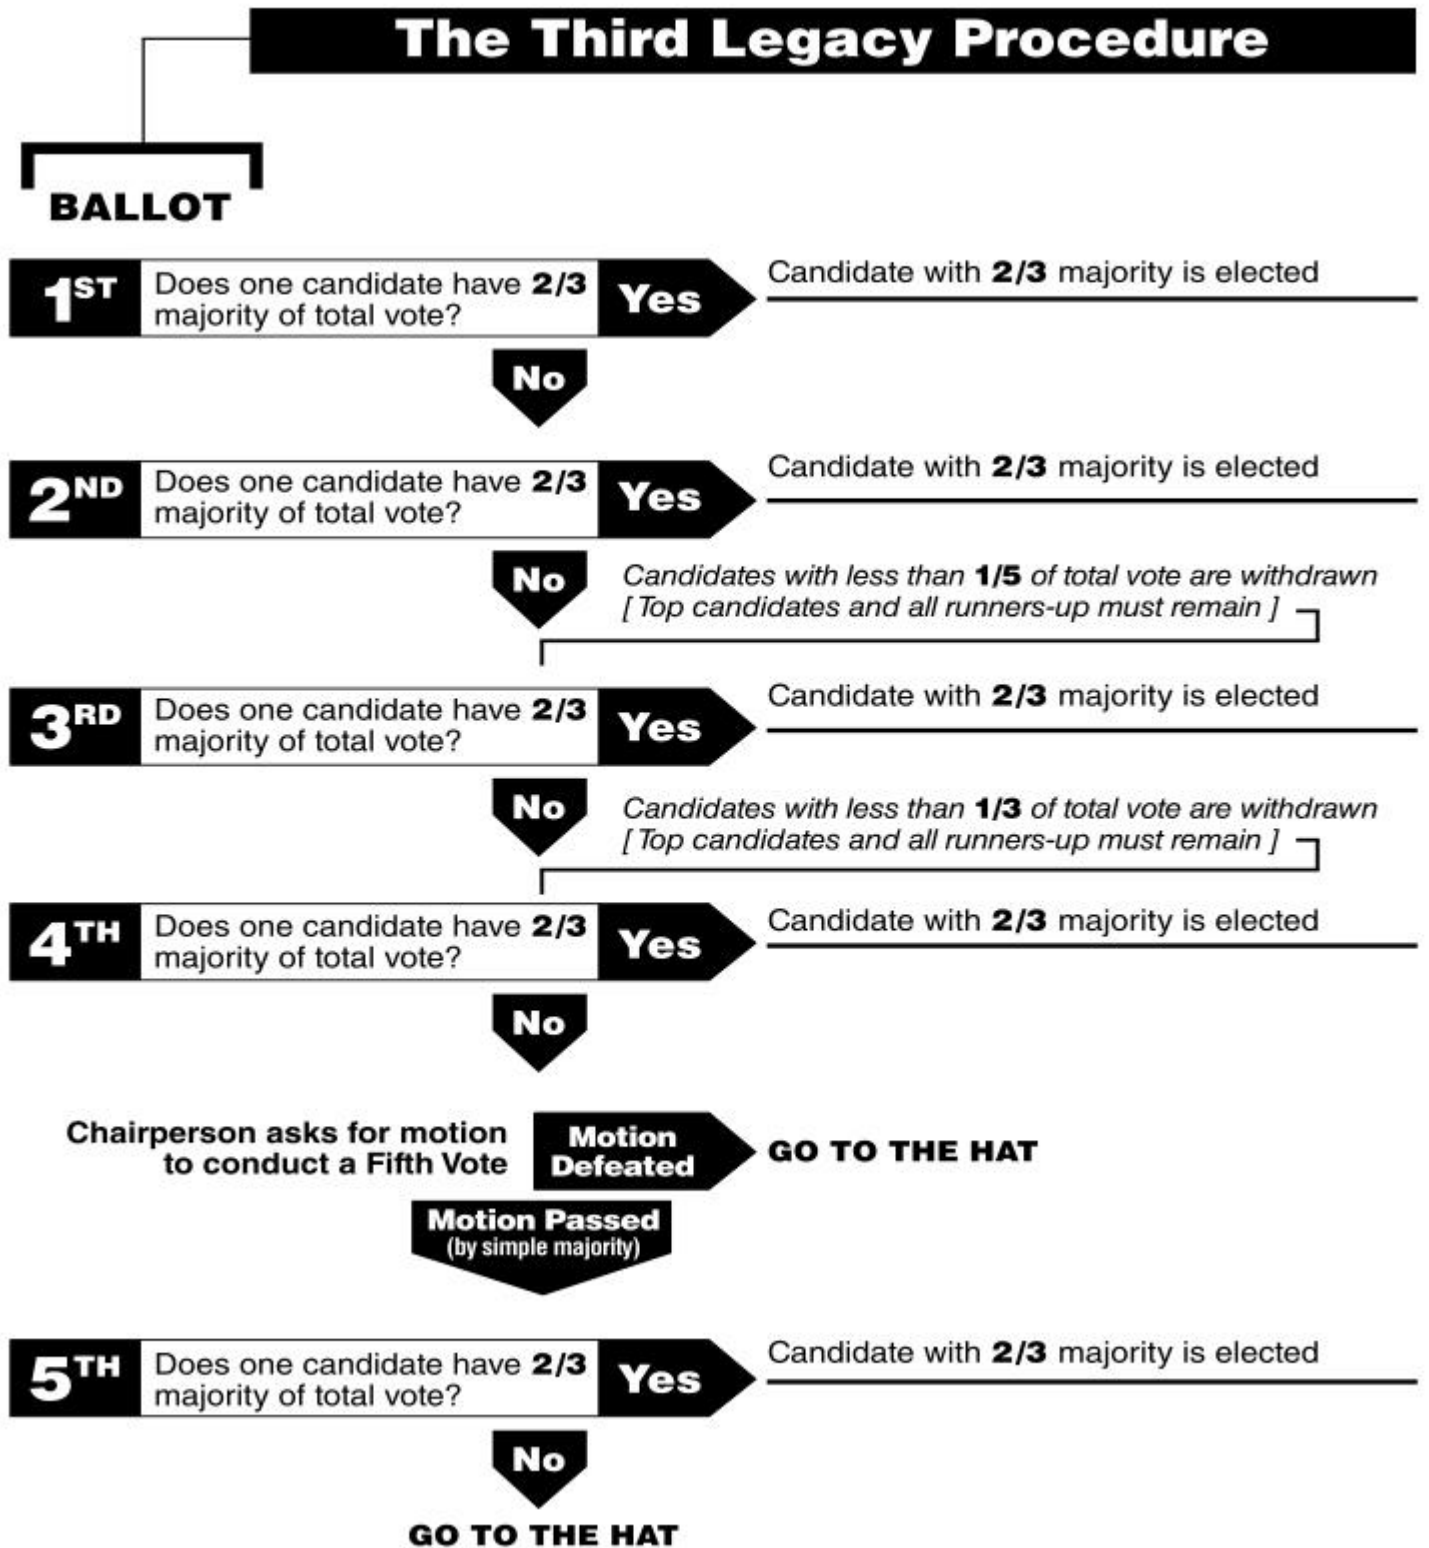 The Third Legacy Procedure
BALLOT
1ST
Does one candidate have 2/3
majority of total vote?
Yes
Candidate with 2/3 majority is elected
No
2ND
Does one candidate have 2/3
majority of total vote?
Yes
Candidate with 2/3 majority is elected
No
Candidates with less than 1/5 of total vote are withdrawn
[ Top candidates and all runners-up must remain ]
3RD
Does one candidate have 2/3
majority of total vote?
Yes
Candidate with 2/3 majority is elected
No
Candidates with less than 1/3 of total vote are withdrawn
[ Top candidates and all runners-up must remain ]
4TH
Does one candidate have 2/3
majority of total vote?
Yes
Candidate with 2/3 majority is elected
No
Chairperson asks for motion
to conduct a Fifth Vote
Motion
Defeated
GO TO THE HAT
Motion Passed
(by simple majority)
5TH
Does one candidate have 2/3
majority of total vote?
Yes
Candidate with 2/3 majority is elected
No
GO TO THE HAT